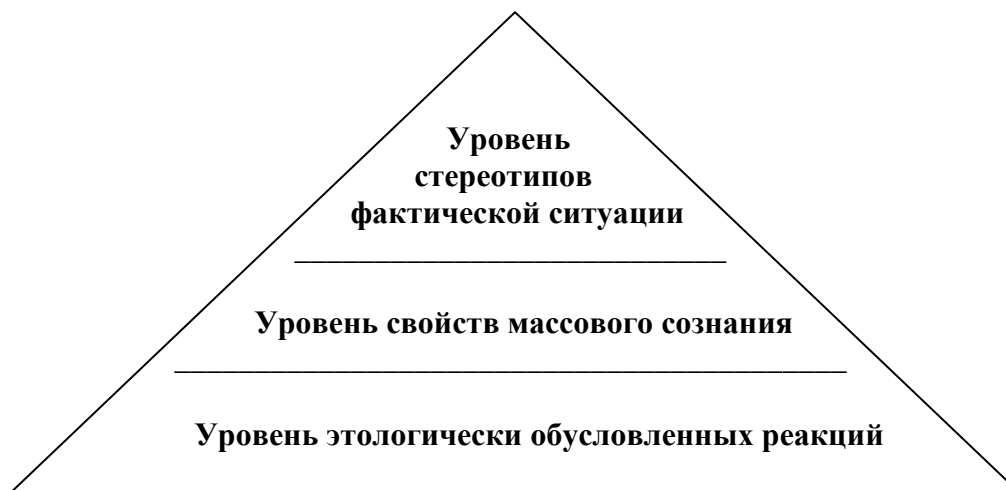 Уровень
стереотипов
фактической ситуации
Уровень свойств массового сознания
Уровень этологически обусловленных реакций